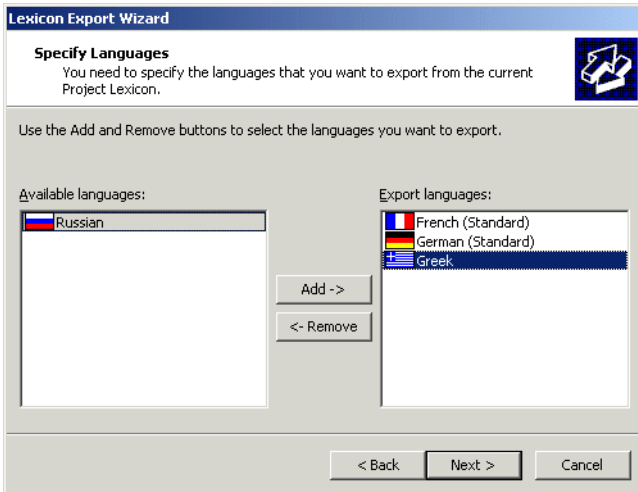 Lexicon Export Wizard
Specify Languages
You need to specify the languages that you want to export from the current
Project Lexicon.
Use the Add and Remove buttons to select the languages you want to export.
Available languages:
Russian
Add ->
<- Remove
Export languages:
French (Standard)
German (Standard)
Greek
< Back
Next >
Cancel